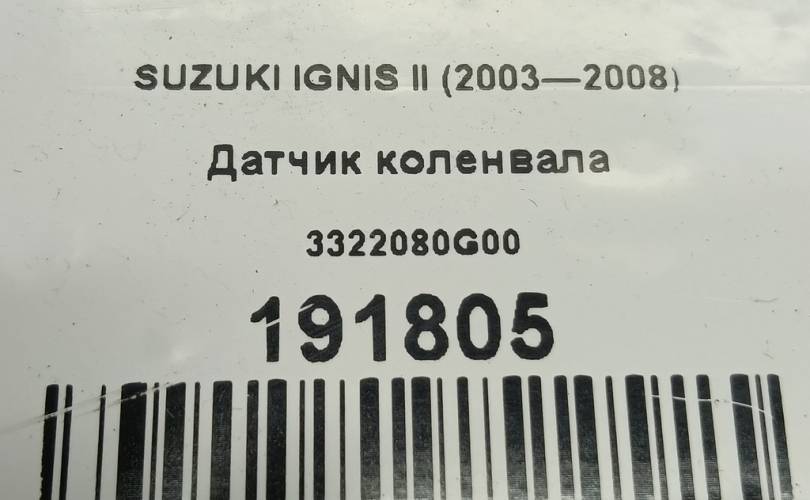 SUZUKI IGNIS II (2003—2008)
Датчик коленвала
3322080G00
191805